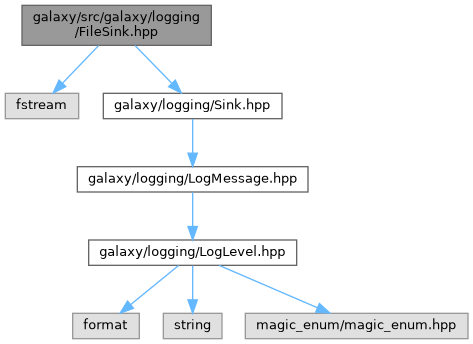 galaxy/src/galaxy/logging
/FileSink.hpp
fstream
galaxy/logging/Sink.hpp
galaxy/logging/LogMessage.hpp
galaxy/logging/LogLevel.hpp
format
string
magic_enum/magic_enum.hpp